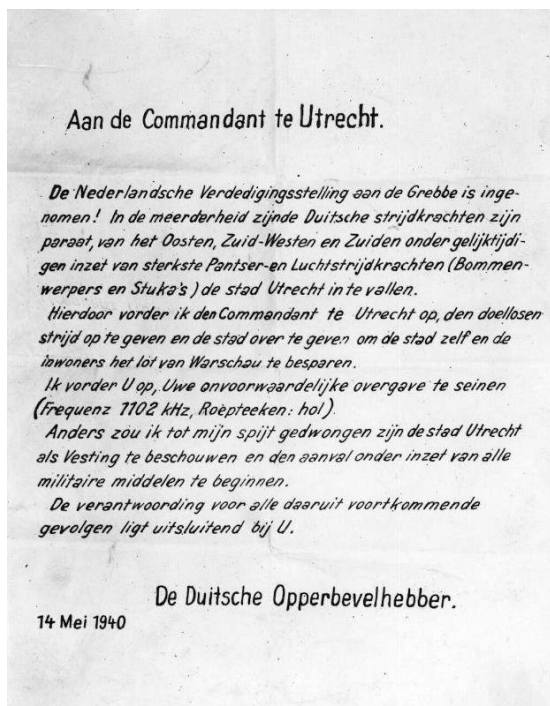 Aan de Commandant te Utrecht.
De Nederlandsche Verdedigingsstelling aan de Grebbe is inge-
nomen! In de meerderheid zijnde Duitsche strijdkrachten zijn
paraat, van het Oosten, Zuid-Westen en Zuiden onder gelijktijdi-
gen inzet van sterkste Pantser-en Luchtstrijdkrachten (Bommen-
werpers en Stuka's) de stad Utrecht in te vallen.
Hierdoor vorder ik den Commandant te Utrecht op, den doellosen
strijd op te geven en de stad over te geven om de stad zelf en de
inwoners het lot van Warschau te besparen.
Ik vorder U op, Uwe onvoorwaardelijke overgave te seinen
(Frequenz 1102 kHz, Roepteeken: hol).
Anders zou ik tot mijn spijt gedwongen zijn de stad Utrecht
als Vesting te beschouwen en den aanval onder inzet van alle
militaire middelen te beginnen.
De verantwoording voor alle daaruit voortkommende
gevolgen ligt uitsluitend bij U.
De Duitsche Opperbevelhebber.
14 Mei 1940